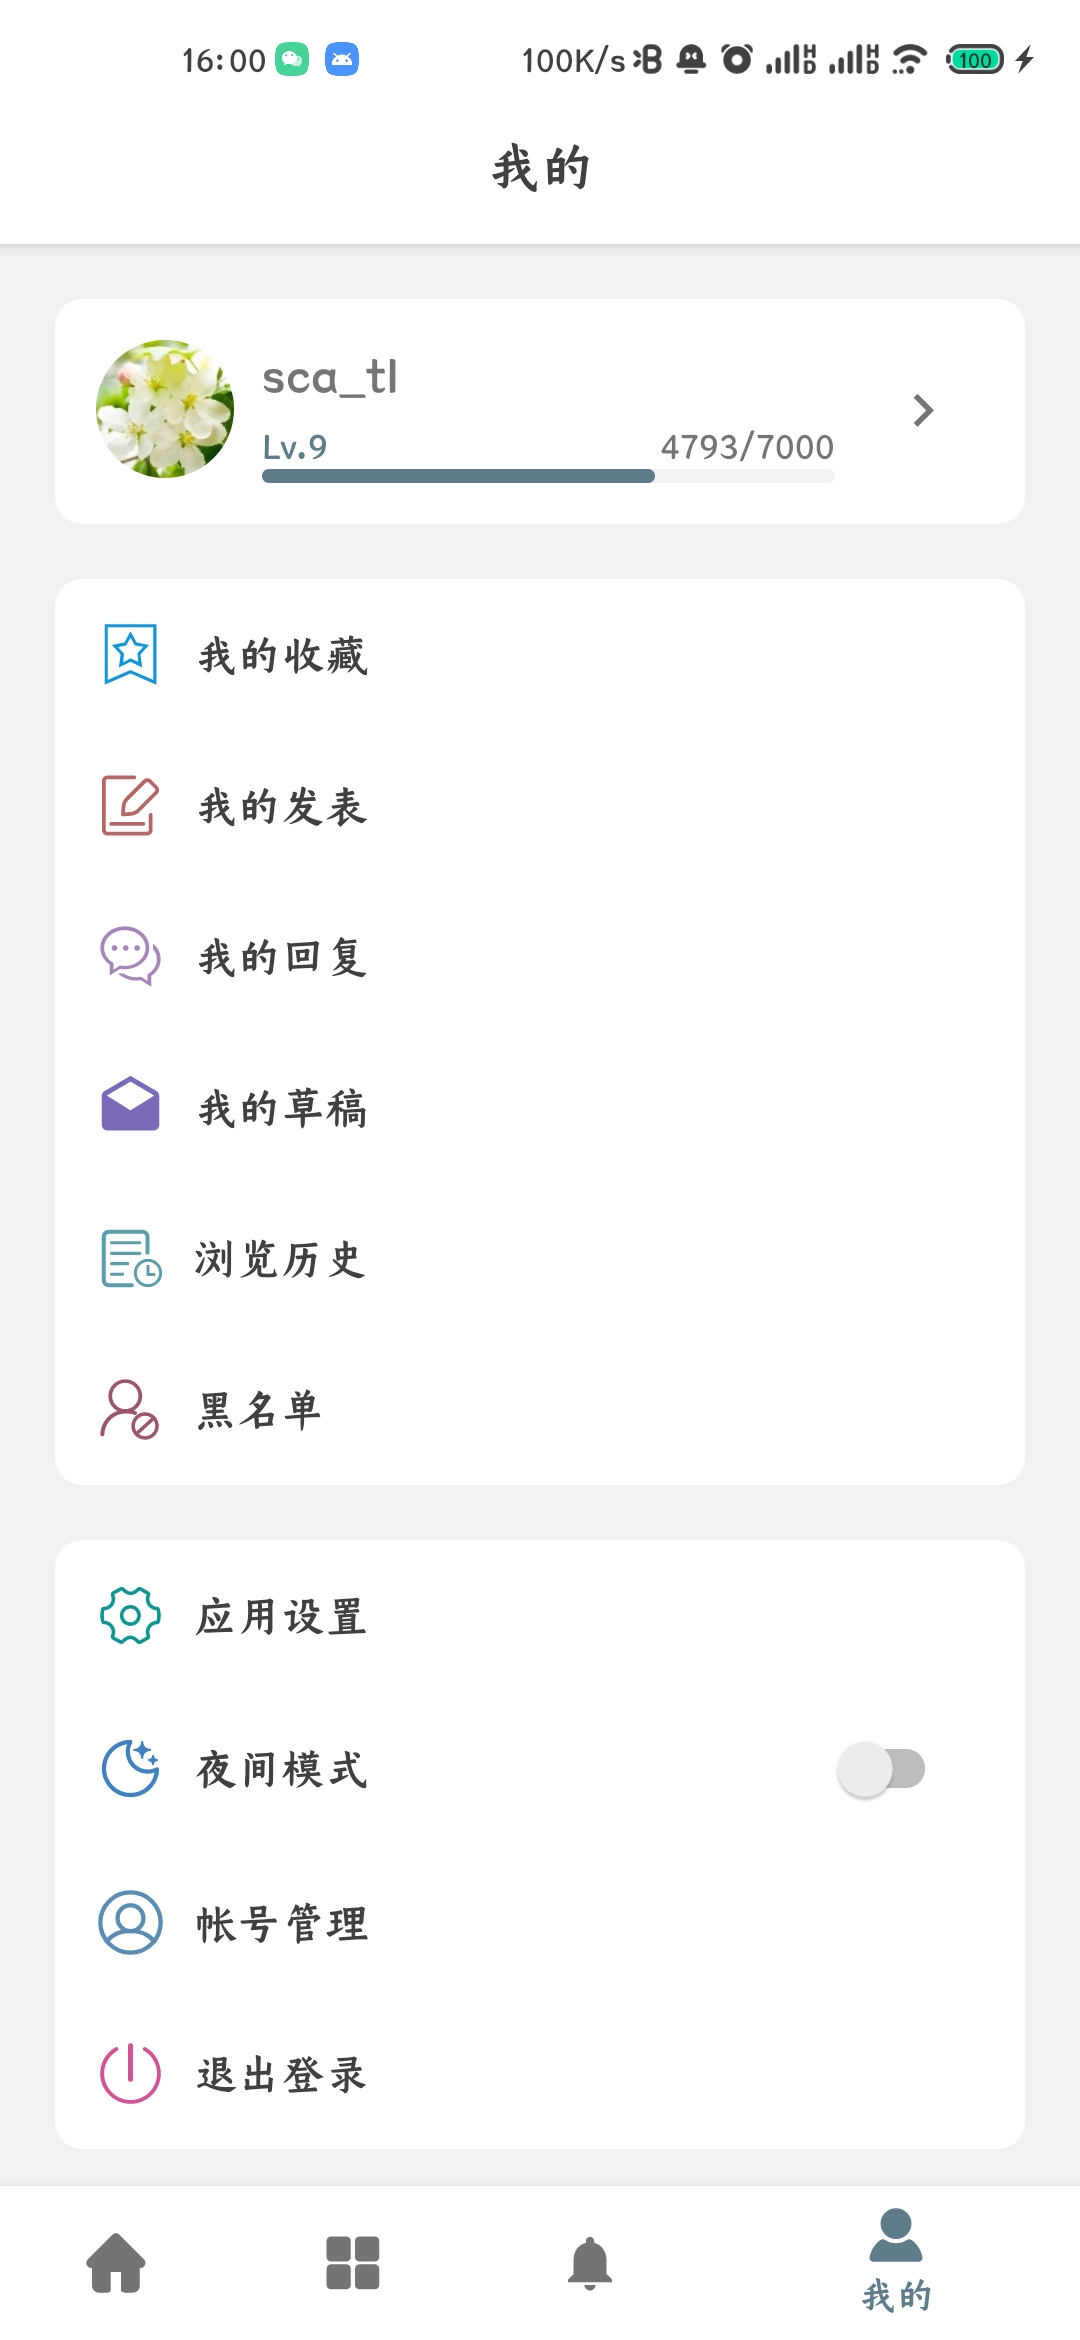 16:00 100K/s 100
我的
sca_tl
Lv.9 4793/7000
我的收藏
我的发表
我的回复
我的草稿
浏览历史
黑名单
应用设置
夜间模式
帐号管理
退出登录
我的